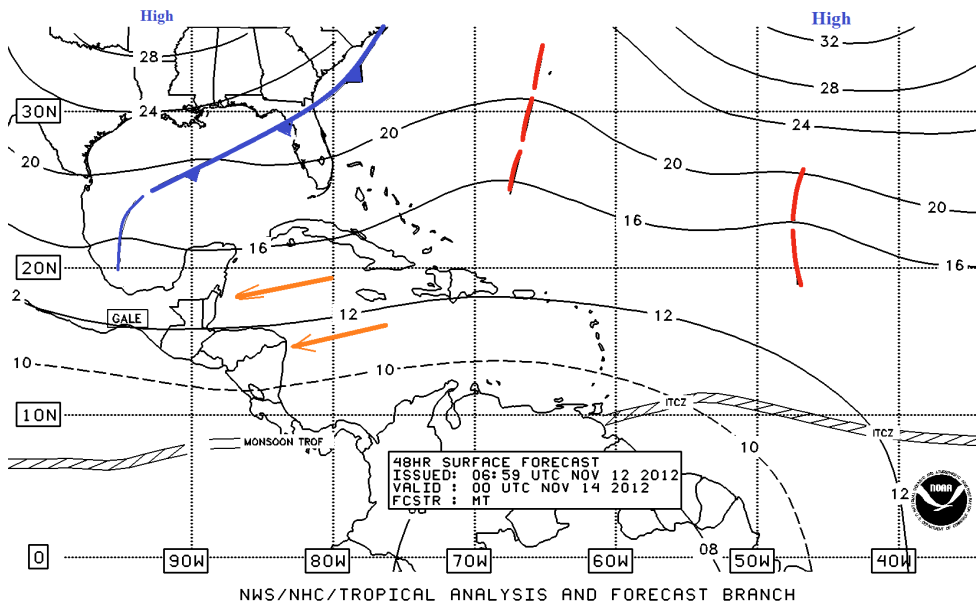 High
High
28
32
28
30N
24
24
20
20
20
20
16
16
16
20N
2
12
12
GALE
10
10
ITCZ
10N
ITCZ
MONSOON TROF
10
48HR SURFACE FORECAST
ISSUED: 06:59 UTC NOV 12 2012
VALID : 00 UTC NOV 14 2012
FCSTR : MT
12
NOAA
08
0
90W
80W
70W
60W
50W
40W
NWS/NHC/TROPICAL ANALYSIS AND FORECAST BRANCH